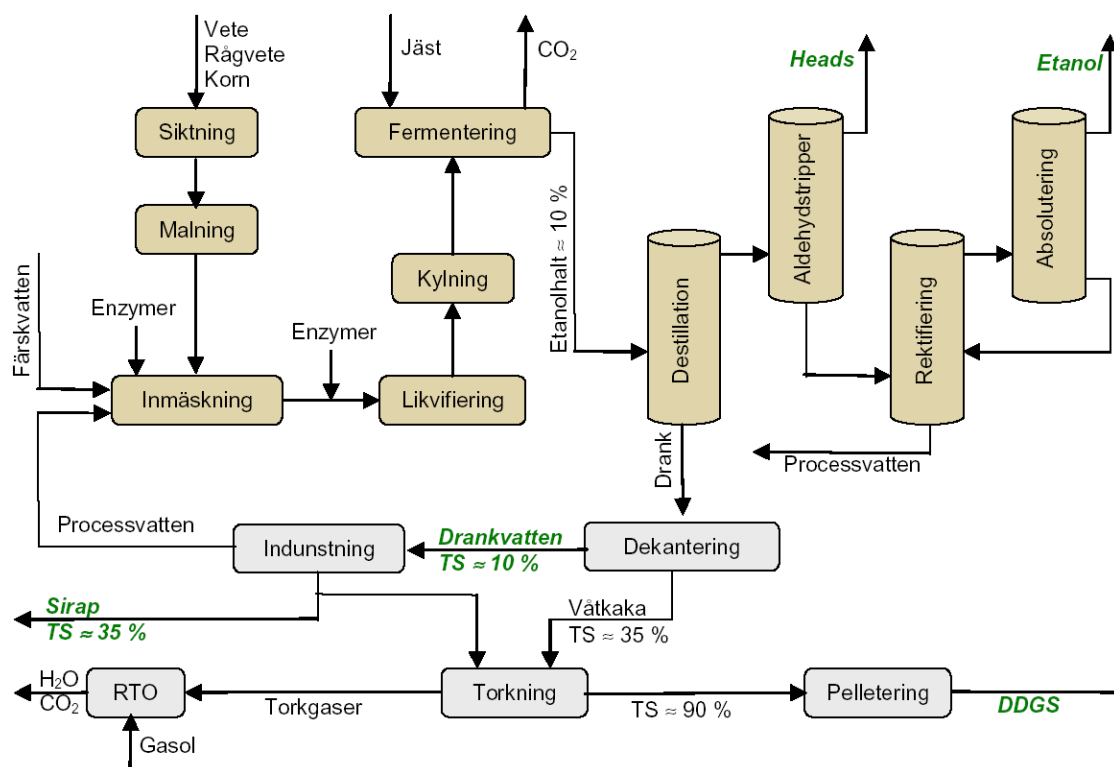 Vete
Rågvete
Korn
Jäst
CO₂
Heads
Etanol
Siktning
Fermentering
Malning
Kylning
Etanolhalt ≈ 10 %
Aldehydstripper
Absolutering
Färskvatten
Enzymer
Enzymer
Destillation
Rektifiering
Inmäskning
Likvifiering
Drank
Processvatten
Processvatten
Indunstning
Drankvatten
TS ≈ 10 %
Dekantering
Sirap
TS ≈ 35 %
Våtkaka
TS ≈ 35 %
H₂O
CO₂
RTO
Torkgaser
Torkning
TS ≈ 90 %
Pelletering
DDGS
Gasol